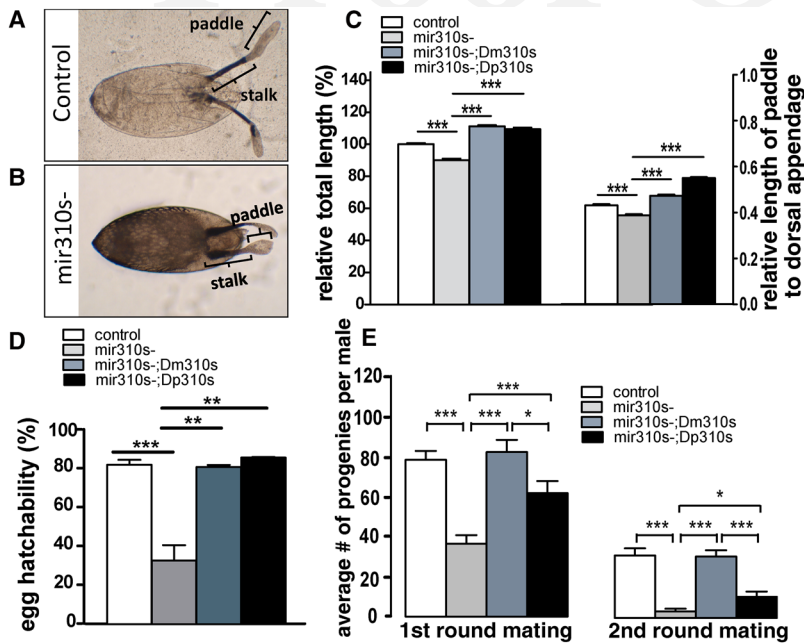 A
Control
paddle
stalk
B
mir310s-
paddle
stalk
C
control
mir310s-
mir310s-;Dm310s
mir310s-;Dp310s
relative total length (%)
140
120
100
80
60
40
20
0
***
***
***
***
***
***
1.0
0.8
0.6
0.4
0.2
0.0
relative length of paddle
to dorsal appendage
D
control
mir310s-
mir310s-;Dm310s
mir310s-;Dp310s
egg hatchability (%)
100
80
60
40
20
0
**
**
***
E
average # of progenies per male
120
100
80
60
40
20
0
control
mir310s-
mir310s-;Dm310s
mir310s-;Dp310s
***
*** *** *
*
*** *** ***
1st round mating
2nd round mating